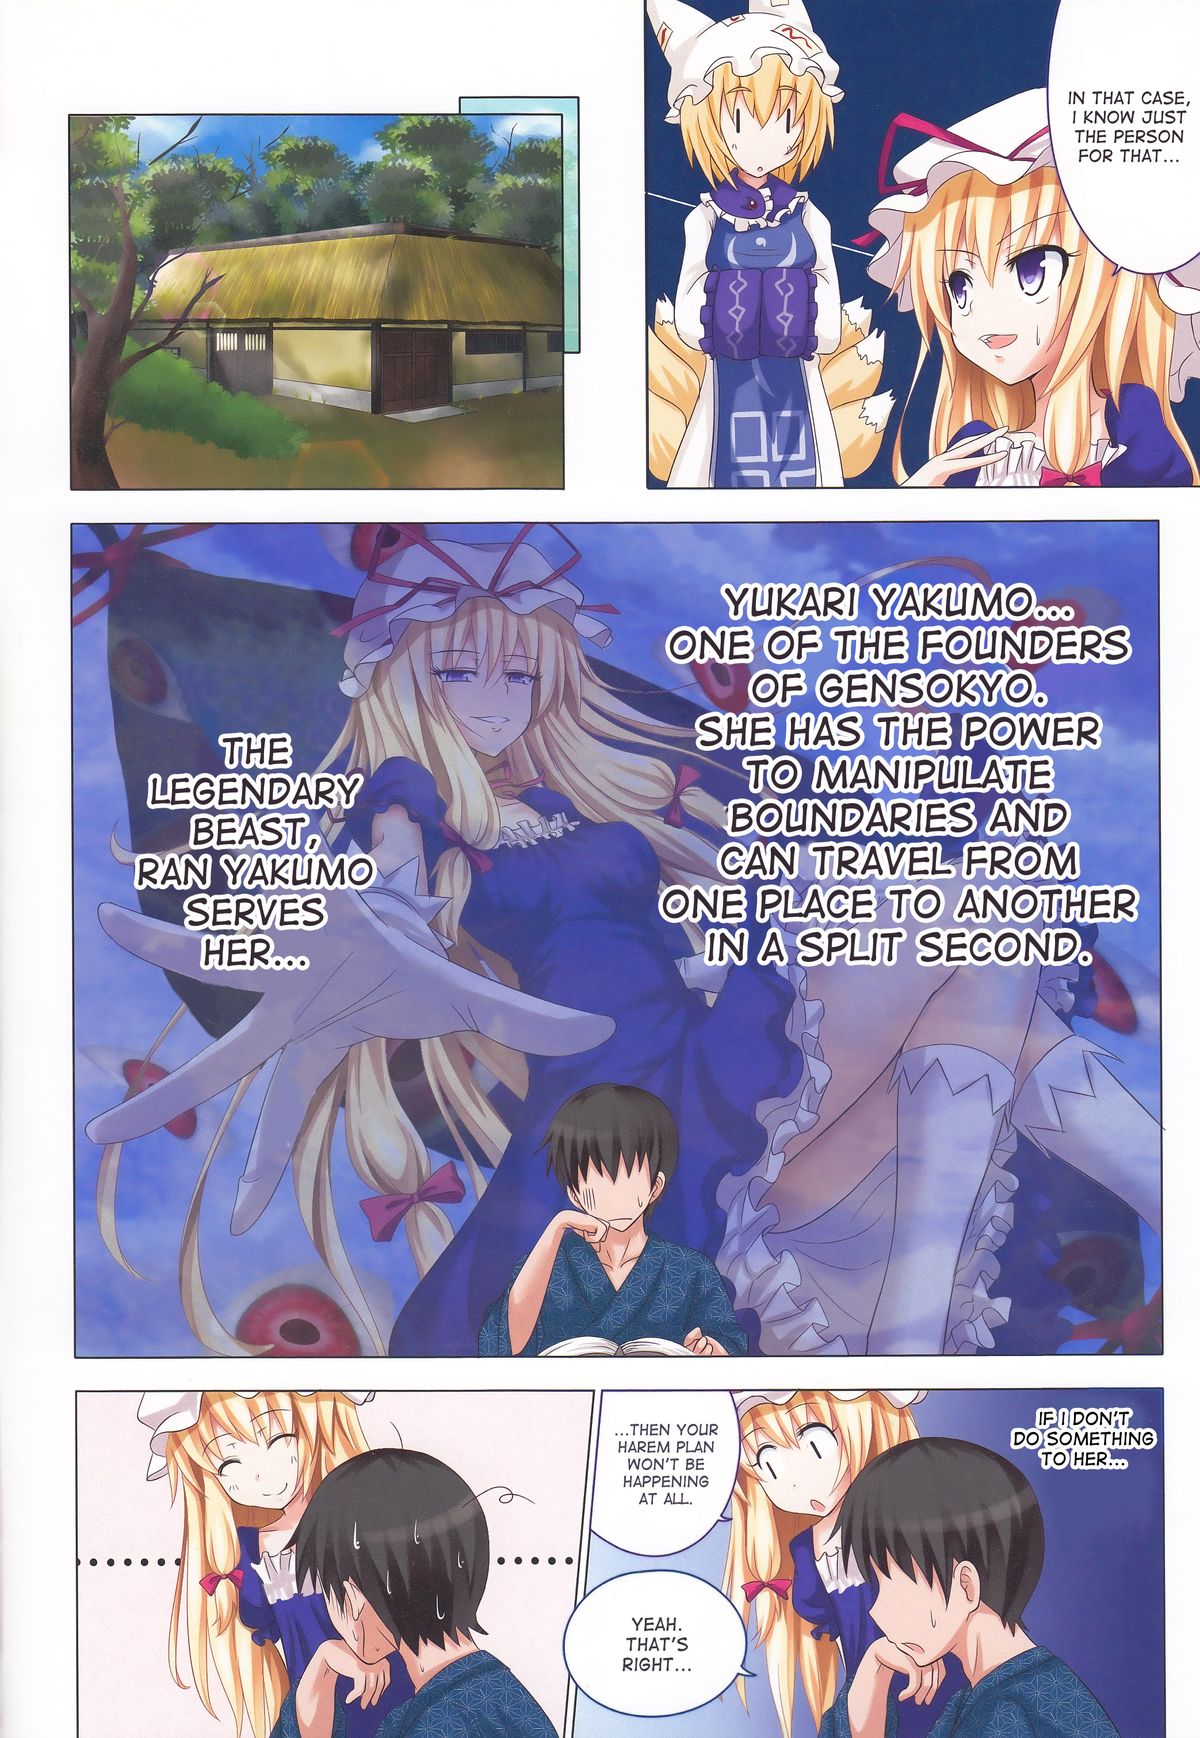 IN THAT CASE,
I KNOW JUST
THE PERSON
FOR THAT...
YUKARI YAKUMO...
ONE OF THE FOUNDERS
OF GENSOKYO.
SHE HAS THE POWER
TO MANIPULATE
BOUNDARIES AND
CAN TRAVEL FROM
ONE PLACE TO ANOTHER
IN A SPLIT SECOND.
THE
LEGENDARY
BEAST,
RAN YAKUMO
SERVES
HER...
IF I DON'T
DO SOMETHING
TO HER...
...THEN YOUR
HAREM PLAN
WON'T BE
HAPPENING
AT ALL.
YEAH.
THAT'S
RIGHT...